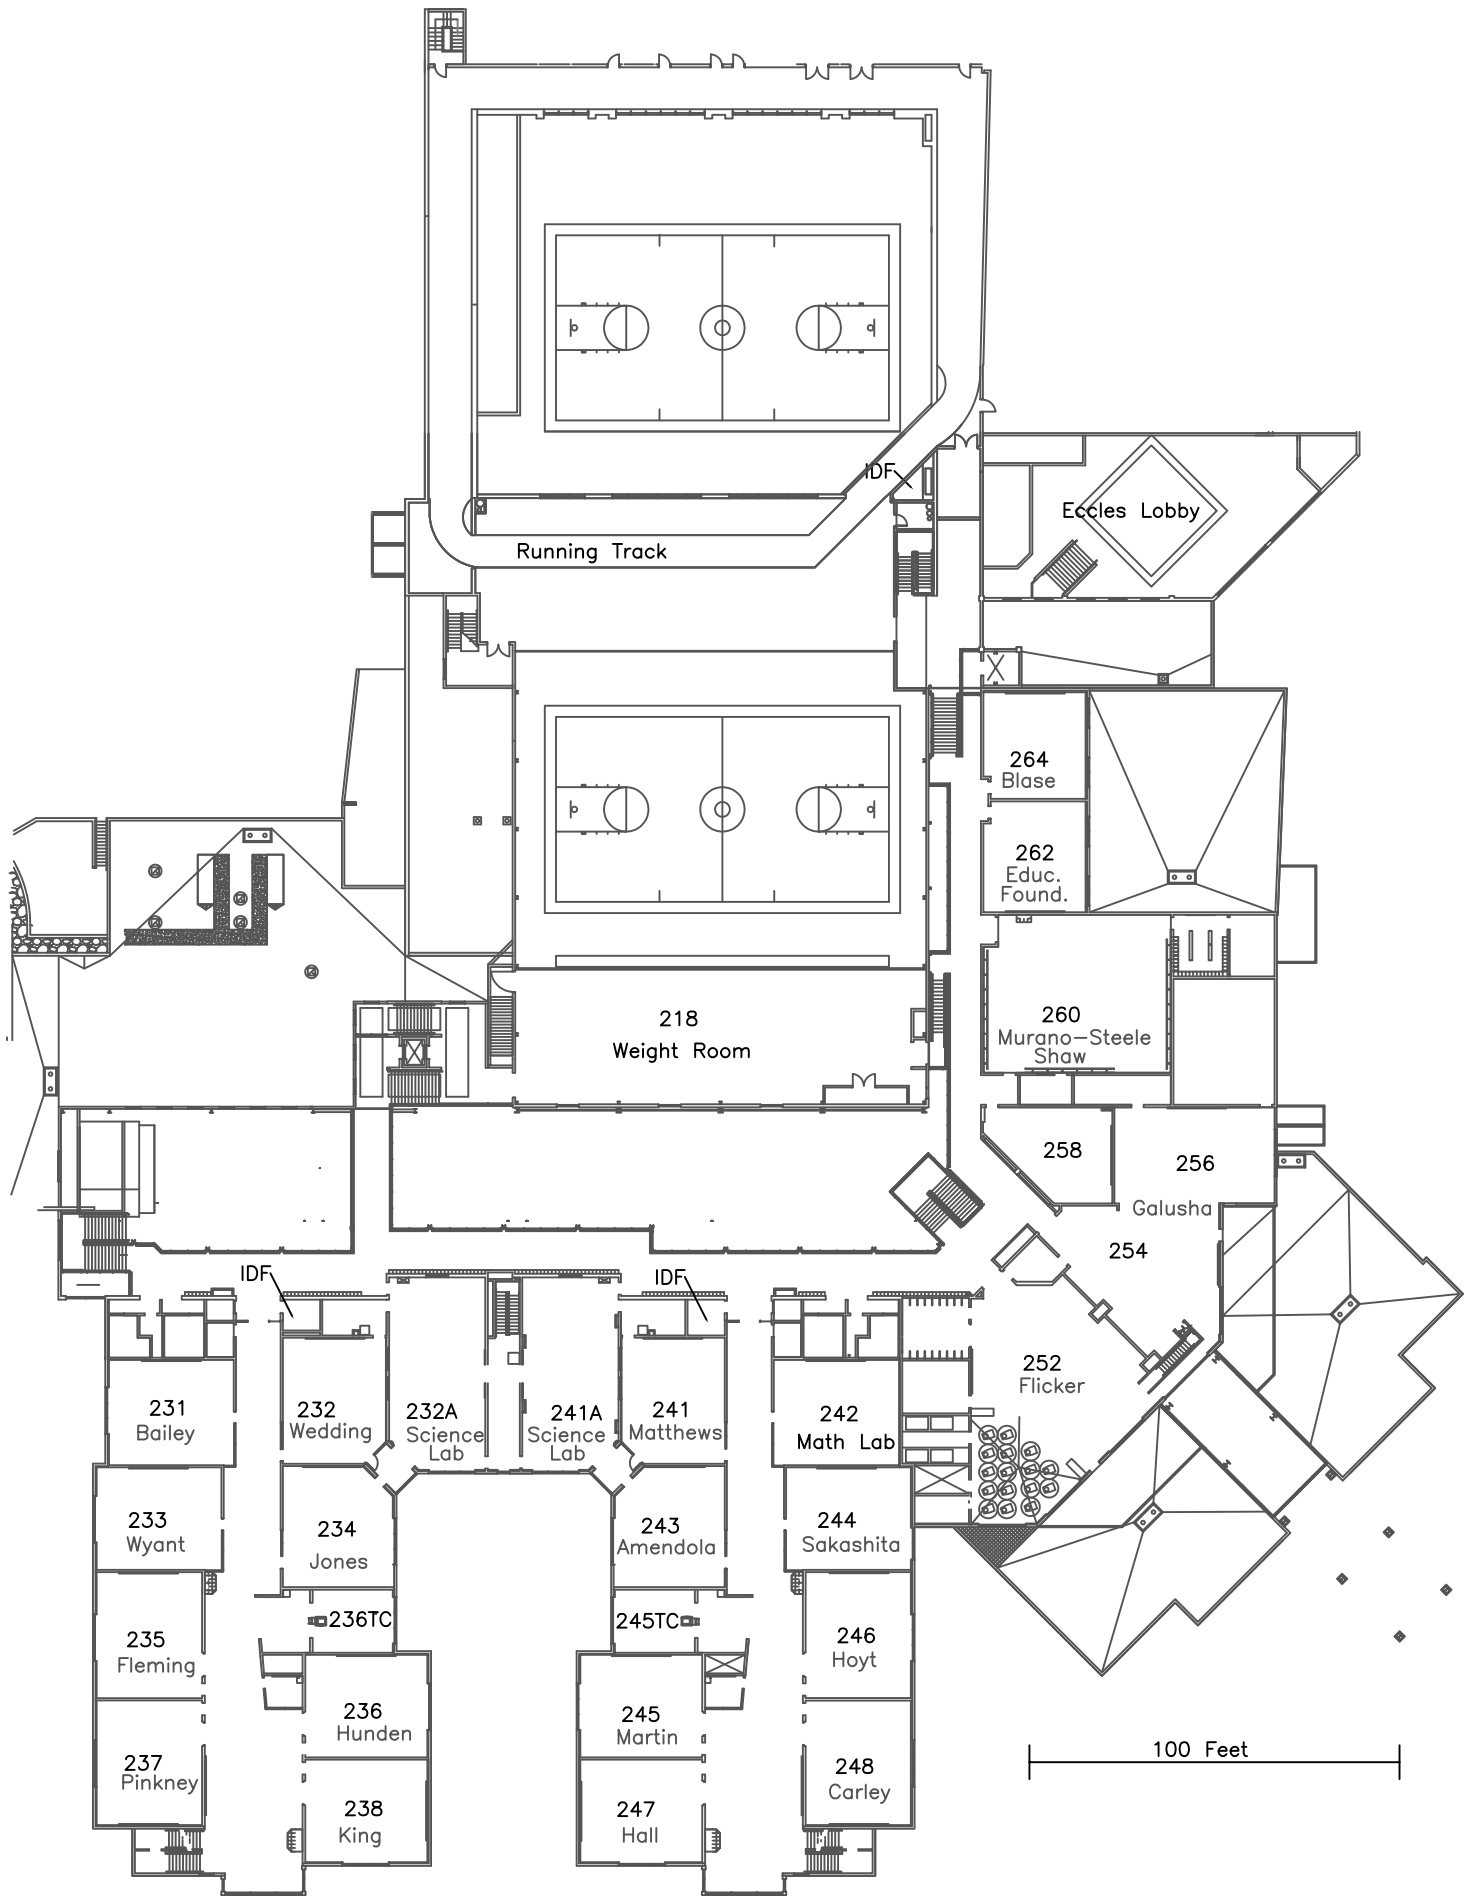 IDF
Eccles Lobby
Running Track
264
Blase
262
Educ.
Found.
218
Weight Room
260
Murano-Steele
Shaw
258
256
Galusha
254
IDF
IDF
252
Flicker
231
Bailey
232
Wedding
232A
Science
Lab
241A
Science
Lab
241
Matthews
242
Math Lab
233
Wyant
234
Jones
243
Amendola
244
Sakashita
236TC
245TC
235
Fleming
246
Hoyt
236
Hunden
245
Martin
237
Pinkney
248
Carley
100 Feet
238
King
247
Hall